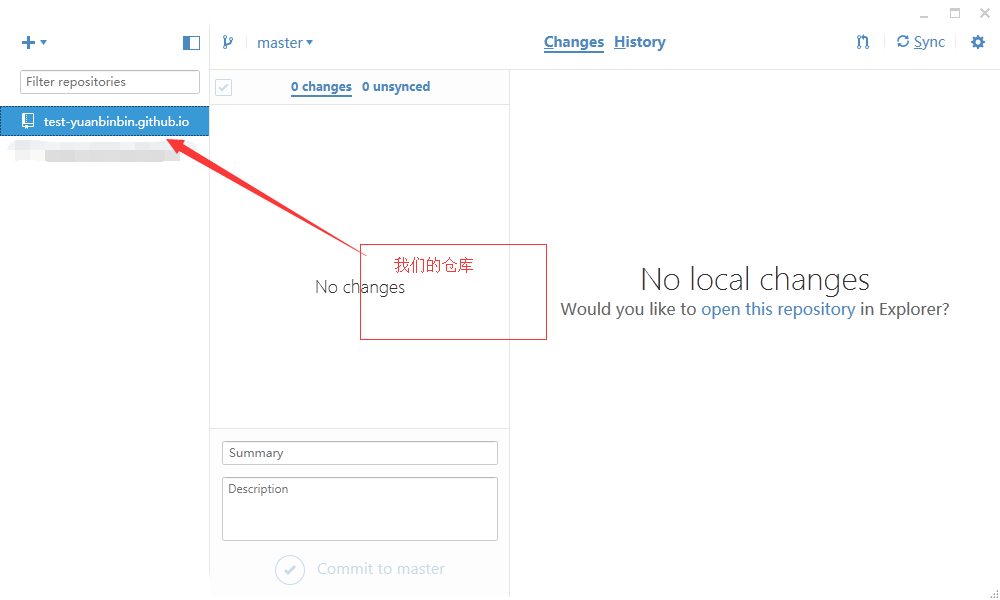 master
Changes History
Sync
Filter repositories
0 changes 0 unsynced
test-yuanbinbin.github.io
我们的仓库
No changes
No local changes
Would you like to open this repository in Explorer?
Summary
Description
Commit to master